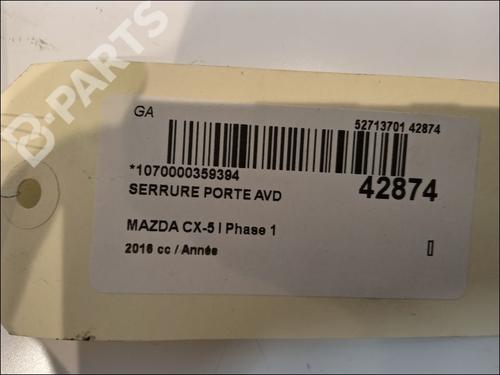 B-PARTS
GA
52713701 42874
*1070000359394
42874
SERRURE PORTE AVD
MAZDA CX-5 I Phase 1
2016 cc / Année